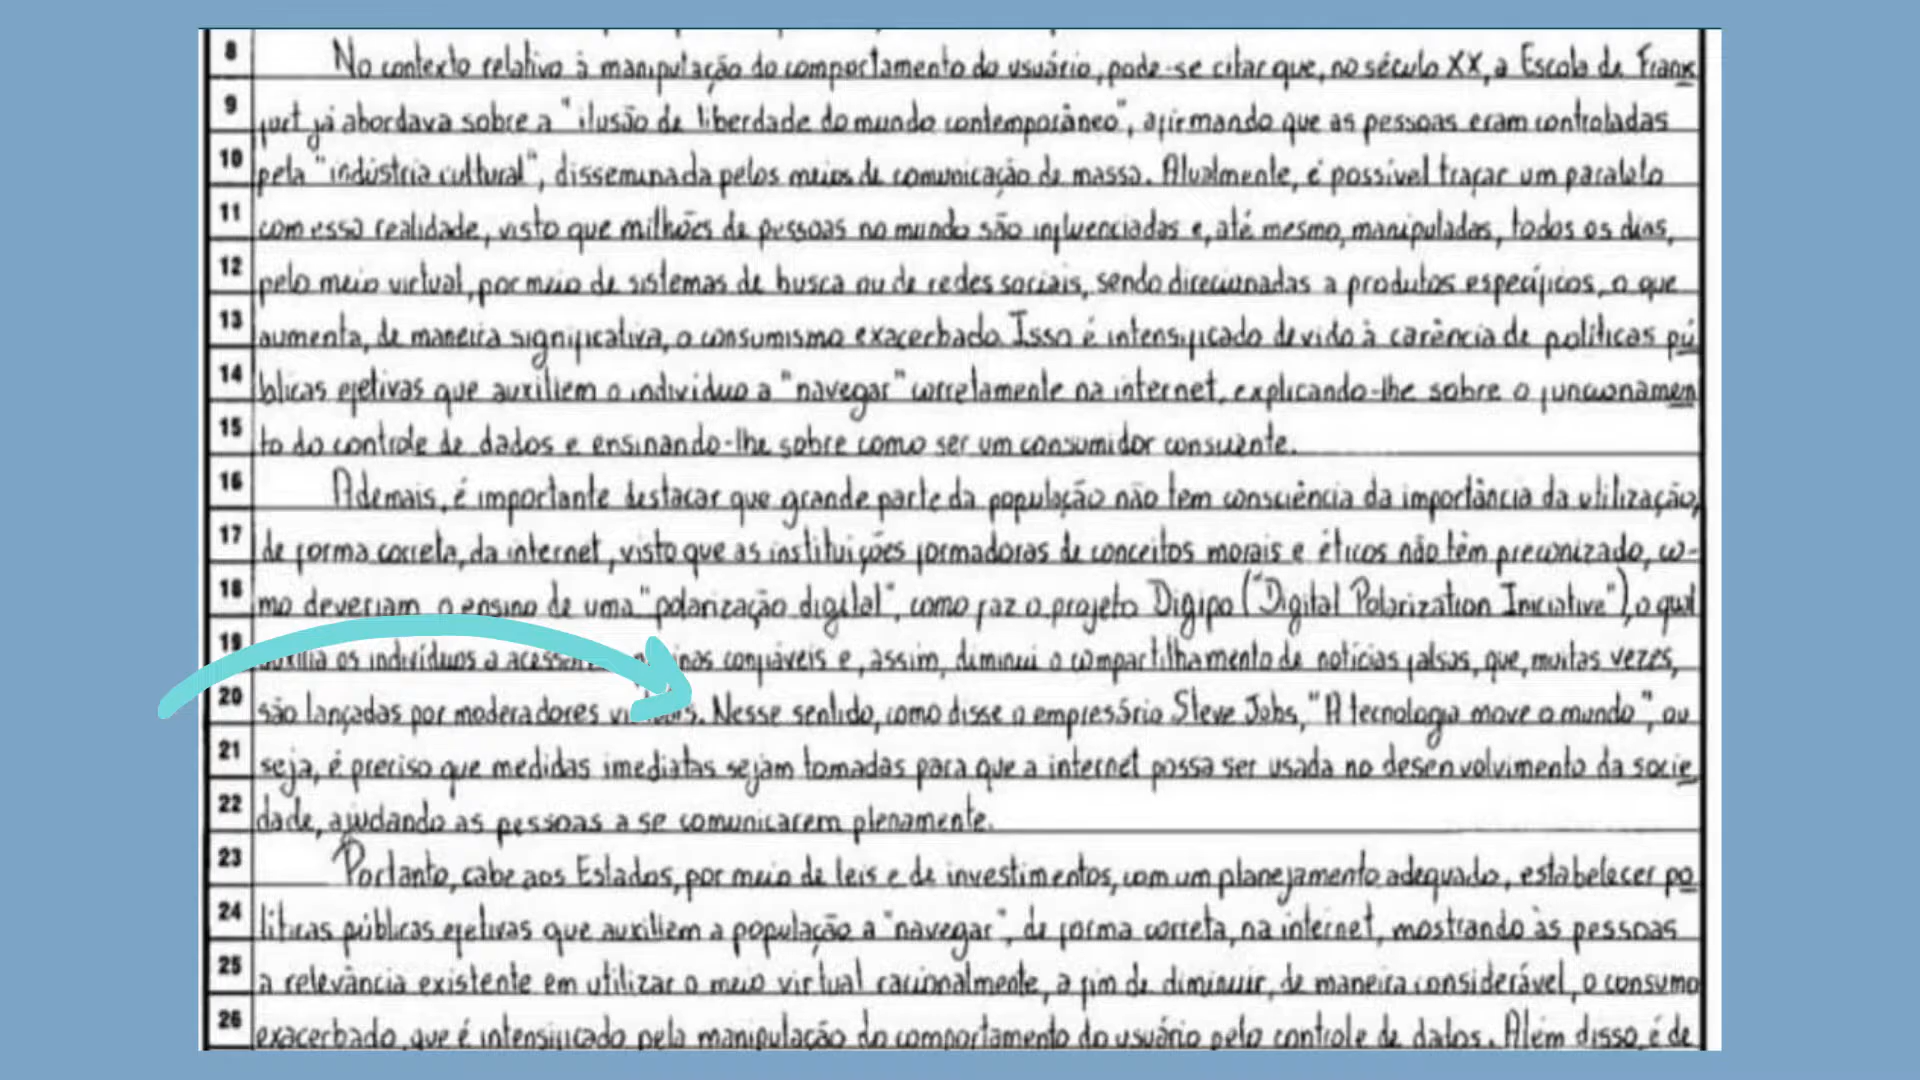 8 No contexto relativo à manipulação do comportamento do usuário, pode-se citar que, no século XX, a Escola de Frank
9 furt já abordava sobre a "ilusão de liberdade do mundo contemporâneo", afirmando que as pessoas eram controladas
10 pela "indústria cultural", disseminada pelos meios de comunicação de massa. Atualmente, é possível traçar um paralelo
11 com essa realidade, visto que milhões de pessoas no mundo são influenciadas e, até mesmo, manipuladas, todos os dias,
12 pelo meio virtual, por meio de sistemas de busca ou de redes sociais, sendo direcionadas a produtos específicos, o que
13 aumenta, de maneira significativa, o consumismo exacerbado. Isso é intensificado devido à carência de políticas pú
14 blicas efetivas que auxiliem o indivíduo a "navegar" corretamente na internet, explicando-lhe sobre o funcionamen
15 to do controle de dados e ensinando-lhe sobre como ser um consumidor consciente.
16 Ademais, é importante destacar que grande parte da população não tem consciência da importância da utilização,
17 de forma correta, da internet, visto que as instituições formadoras de conceitos morais e éticos não têm preconizado, co-
18 mo deveriam, o ensino de uma "polarização digital", como faz o projeto Digipo ("Digital Polarization Iniciative"), o qual
19 auxilia os indivíduos a confiáveis e, assim, diminui o compartilhamento de notícias falsas, que, muitas vezes,
20 são lançadas por moderadores Nesse sentido, como disse o empresário Steve Jobs, "A tecnologia move o mundo", ou
21 seja, é preciso que medidas imediatas sejam tomadas para que a internet possa ser usada no desenvolvimento da socie
22 dade, ajudando as pessoas a se comunicarem plenamente.
23 Portanto, cabe aos Estados, por meio de leis e de investimentos, com um planejamento adequado, estabelecer po
24 líticas públicas efetivas que auxiliem a população a "navegar", de forma correta, na internet, mostrando às pessoas
25 a relevância existente em utilizar o meio virtual racionalmente, a fim de diminuir, de maneira considerável, o consumo
26 exacerbado, que é intensificado pela manipulação do comportamento do usuário pelo controle de dados. Além disso, é de